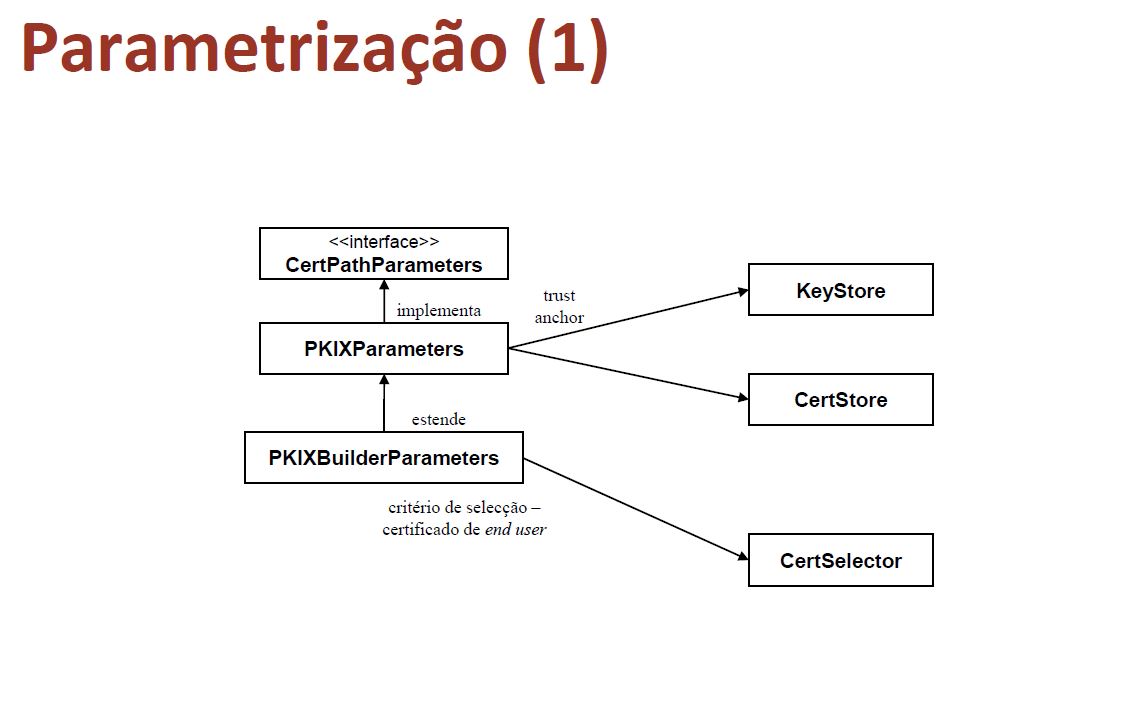 Parametrização (1)
<<interface>>
CertPathParameters
implementa
trust
anchor
KeyStore
PKIXParameters
CertStore
estende
PKIXBuilderParameters
critério de selecção –
certificado de end user
CertSelector